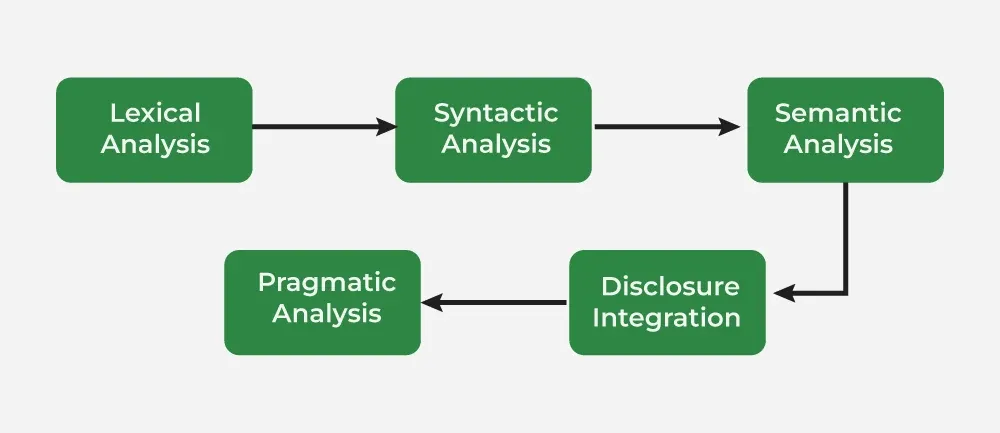 Lexical
Analysis
Syntactic
Analysis
Semantic
Analysis
Disclosure
Integration
Pragmatic
Analysis